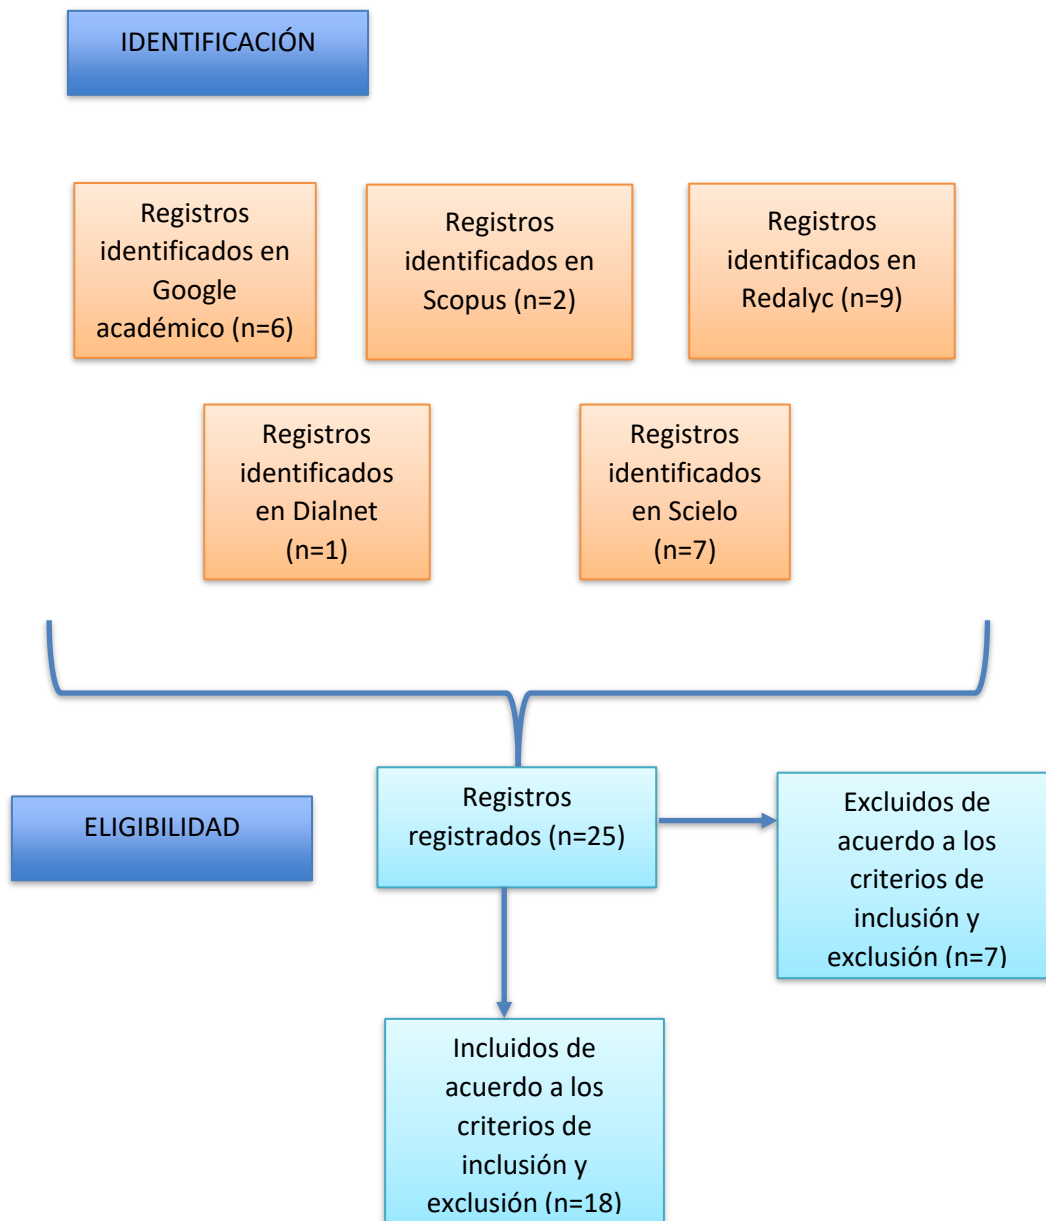 IDENTIFICACIÓN
Registros
identificados en
Google
académico (n=6)
Registros
identificados en
Scopus (n=2)
Registros
identificados en
Redalyc (n=9)
Registros
identificados
en Dialnet
(n=1)
Registros
identificados
en Scielo
(n=7)
ELIGIBILIDAD
Registros
registrados (n=25)
Excluidos de
acuerdo a los
criterios de
inclusión y
exclusión (n=7)
Incluidos de
acuerdo a los
criterios de
inclusión y
exclusión (n=18)